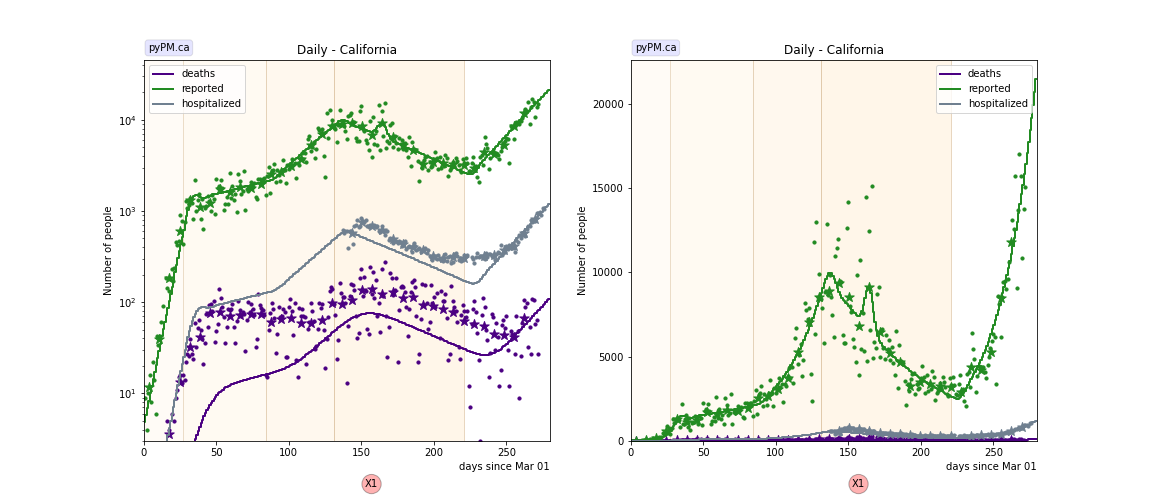 pyPM.ca
Daily - California
deaths
reported
hospitalized
10⁴
10³
10²
10¹
Number of people
0 50 100 150 200 250
days since Mar 01
X1
pyPM.ca
Daily - California
deaths
reported
hospitalized
20000
15000
10000
5000
0
Number of people
0 50 100 150 200 250
days since Mar 01
X1